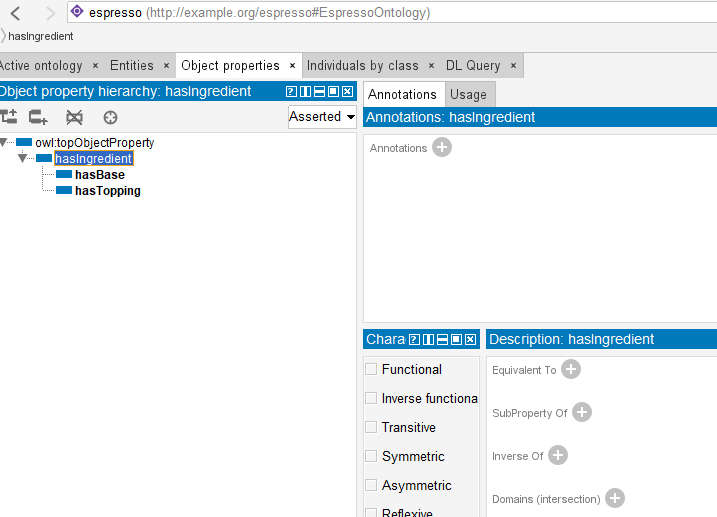 espresso (http://example.org/espresso#EspressoOntology)
hasIngredient
Active ontology × Entities × Object properties × Individuals by class × DL Query ×
Object property hierarchy: hasIngredient
Asserted
owl:topObjectProperty
hasIngredient
hasBase
hasTopping
Annotations Usage
Annotations: hasIngredient
Annotations
Chara
Functional
Inverse functiona
Transitive
Symmetric
Asymmetric
Reflexive
Description: hasIngredient
Equivalent To
SubProperty Of
Inverse Of
Domains (intersection)